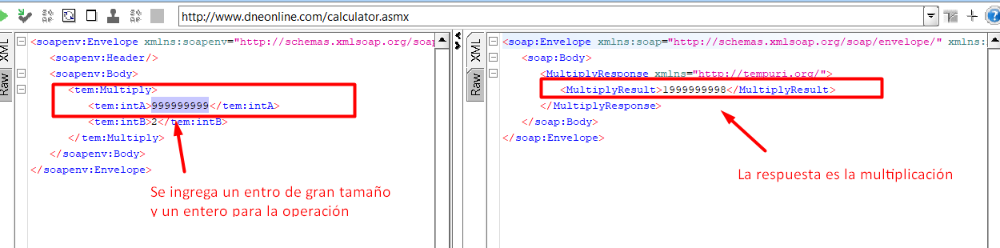 http://www.dneonline.com/calculator.asmx
XML
Raw
<soapenv:Envelope xmlns:soapenv="http://schemas.xmlsoap.org/soap
<soapenv:Header/>
<soapenv:Body>
<tem:Multiply>
<tem:intA>999999999</tem:intA>
<tem:intB>2</tem:intB>
</tem:Multiply>
</soapenv:Body>
</soapenv:Envelope>
Se ingrega un entro de gran tamaño
y un entero para la operación
XML
Raw
<soap:Envelope xmlns:soap="http://schemas.xmlsoap.org/soap/envelope/" xmlns:
<soap:Body>
<MultiplyResponse xmlns="http://tempuri.org/">
<MultiplyResult>1999999998</MultiplyResult>
</MultiplyResponse>
</soap:Body>
</soap:Envelope>
La respuesta es la multiplicación